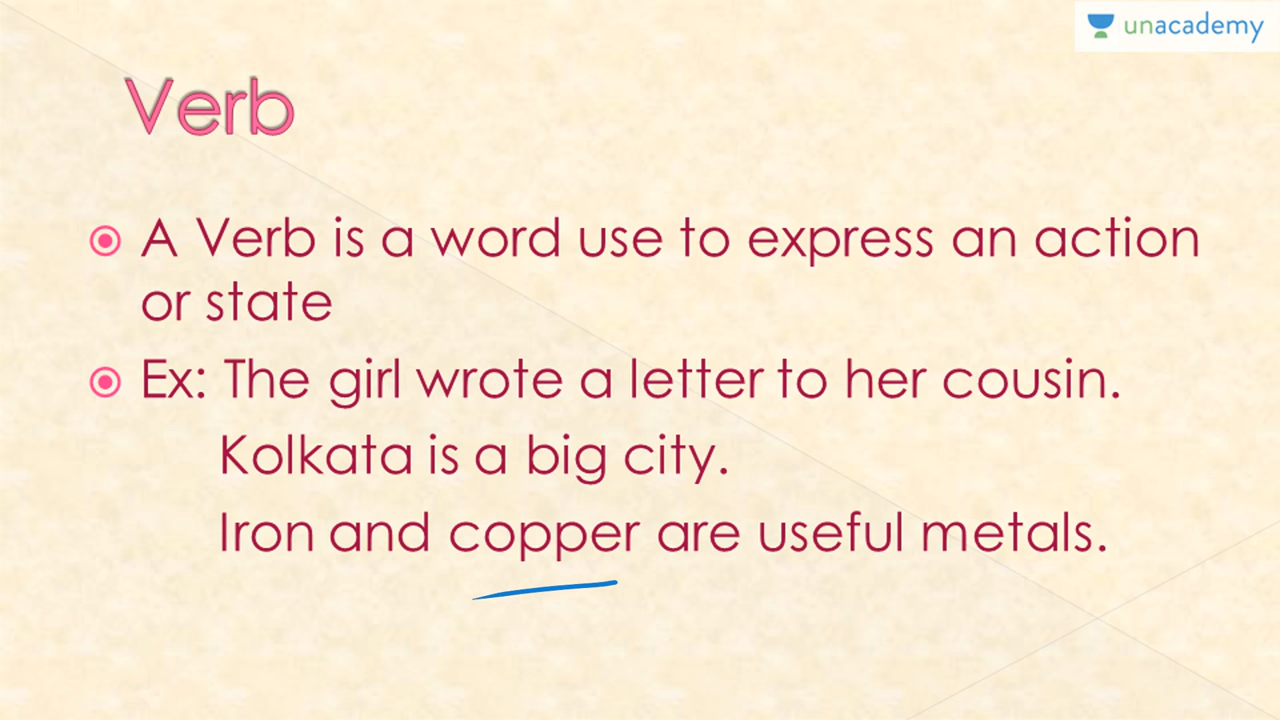 unacademy
Verb
A Verb is a word use to express an action
or state
Ex: The girl wrote a letter to her cousin.
Kolkata is a big city.
Iron and copper are useful metals.